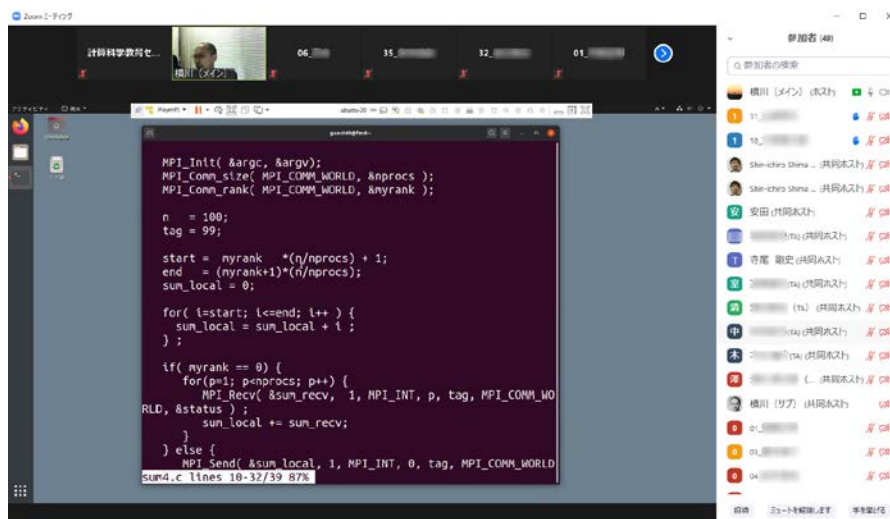 Zoom ミーティング
計算科学教育セ...
横川 (メイン)
06_
35_
32_
01_
参加者 (49)
参加者の検索
横川 (メイン) (ホスト)
11_
10_
Shin-ichiro Shima ... (共同ホスト)
Shin-ichiro Shima ... (共同ホスト)
安田 (共同ホスト)
(TA) (共同ホスト)
寺尾 剛史 (共同ホスト)
(TA) (共同ホスト)
(TA) (共同ホスト)
(TA) (共同ホスト)
(TA) (共同ホスト)
(... (共同ホスト)
横川 (サブ) (共同ホスト)
01_
03_
04_
招待
ミュートを解除します
手を挙げる
MPI_Init( &argc, &argv);
MPI_Comm_size( MPI_COMM_WORLD, &nprocs );
MPI_Comm_rank( MPI_COMM_WORLD, &myrank );
n = 100;
tag = 99;
start = myrank *(n/nprocs) + 1;
end = (myrank+1)*(n/nprocs);
sum_local = 0;
for( i=start; i<=end; i++ ) {
sum_local = sum_local + i ;
} ;
if( myrank == 0) {
for(p=1; p<nprocs; p++) {
MPI_Recv( &sum_recv, 1, MPI_INT, p, tag, MPI_COMM_WO
RLD, &status ) ;
sum_local += sum_recv;
}
} else {
MPI_Send( &sum_local, 1, MPI_INT, 0, tag, MPI_COMM_WORLD
sum4.c lines 10-32/39 87%